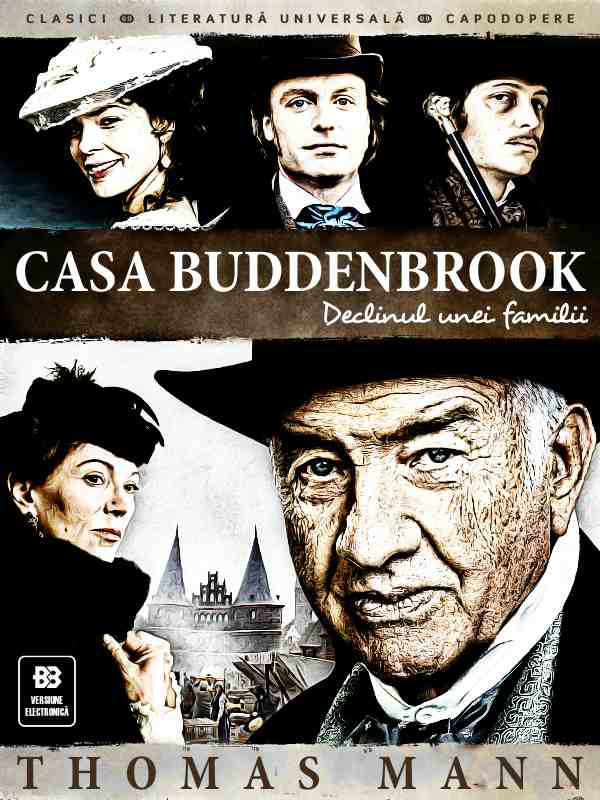 CLASICI ⚭ LITERATURĂ UNIVERSALĂ ⚭ CAPODOPERE
CASA BUDDENBROOK
Declinul unei familii
BB
VERSIUNE
ELECTRONICĂ
THOMAS MANN